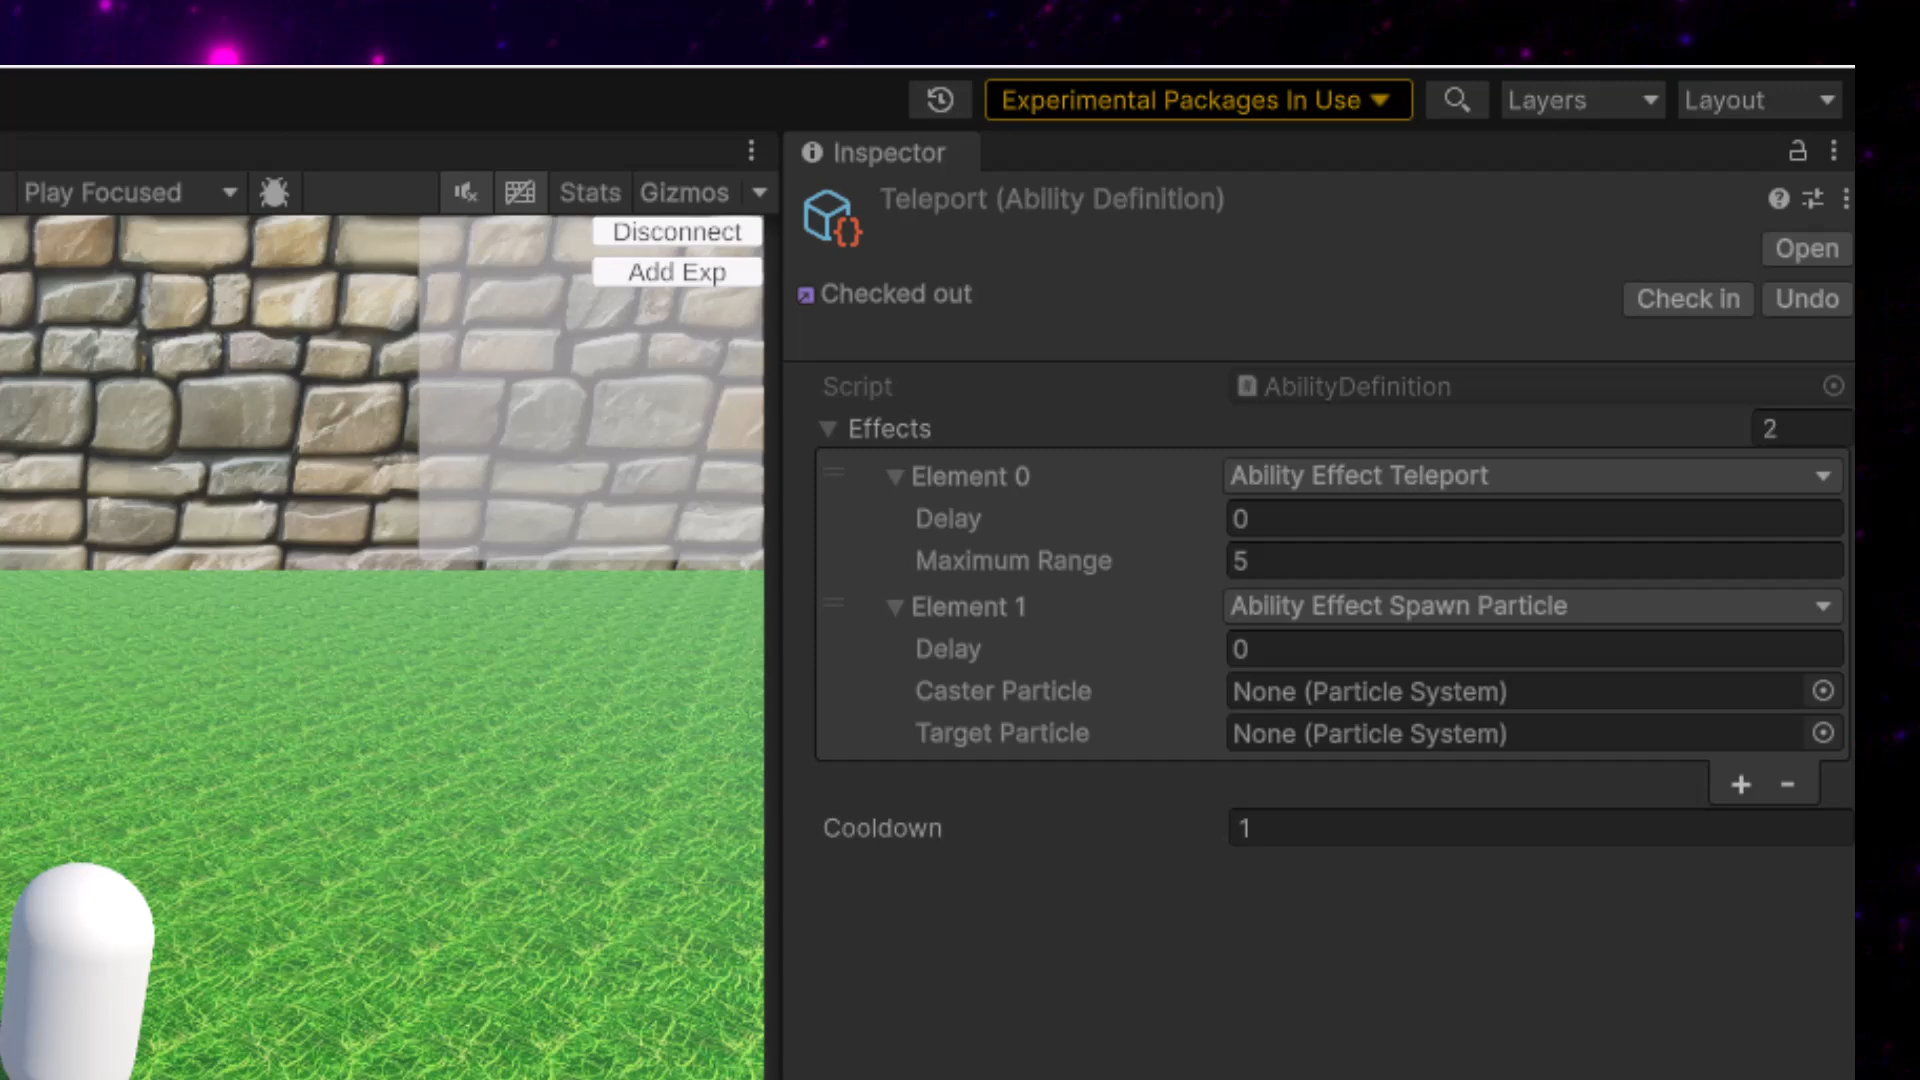 Experimental Packages In Use
Layers
Layout
Inspector
Play Focused
Stats
Gizmos
Teleport (Ability Definition)
Disconnect
Open
Add Exp
Checked out
Check in
Undo
Script
AbilityDefinition
Effects
2
Element 0
Ability Effect Teleport
Delay
0
Maximum Range
5
Element 1
Ability Effect Spawn Particle
Delay
0
Caster Particle
None (Particle System)
Target Particle
None (Particle System)
+ -
Cooldown
1